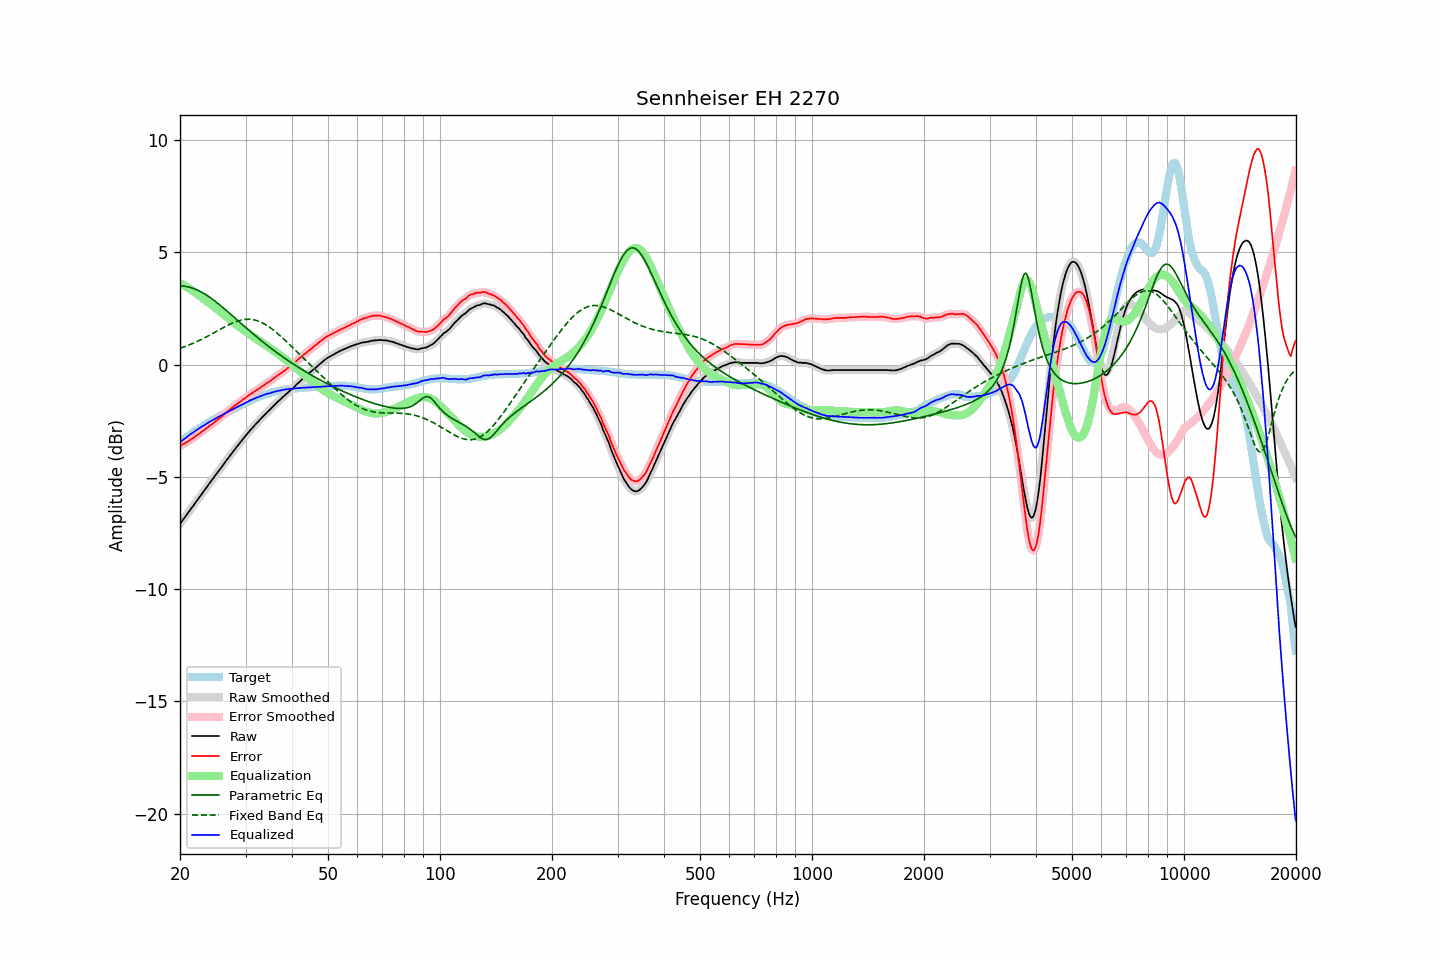 Sennheiser EH 2270
Amplitude (dBr)
10
5
0
−5
−10
−15
−20
Target
Raw Smoothed
Error Smoothed
Raw
Error
Equalization
Parametric Eq
Fixed Band Eq
Equalized
20 50 100 200 500 1000 2000 5000 10000 20000
Frequency (Hz)